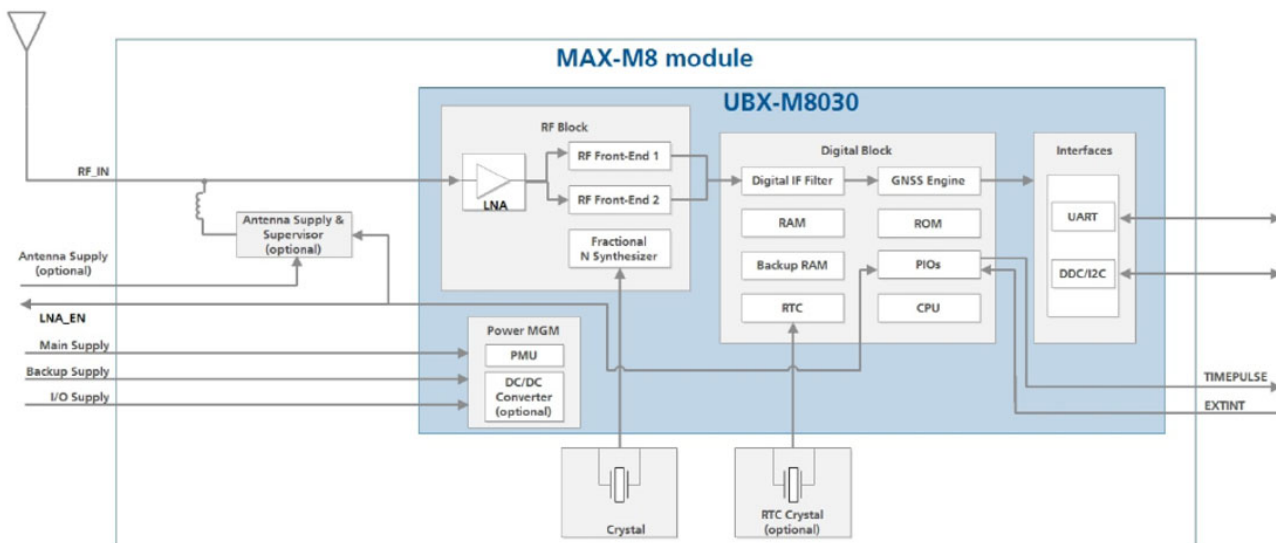 MAX-M8 module
UBX-M8030
RF Block
RF Front-End 1
LNA
RF Front-End 2
Fractional
N Synthesizer
Digital Block
Digital IF Filter
GNSS Engine
RAM
ROM
Backup RAM
PIOs
RTC
CPU
Interfaces
UART
DDC/I2C
RF_IN
Antenna Supply &
Supervisor
(optional)
Antenna Supply
(optional)
LNA_EN
Main Supply
Backup Supply
I/O Supply
Power MGM
PMU
DC/DC
Converter
(optional)
TIMEPULSE
EXTINT
Crystal
RTC Crystal
(optional)